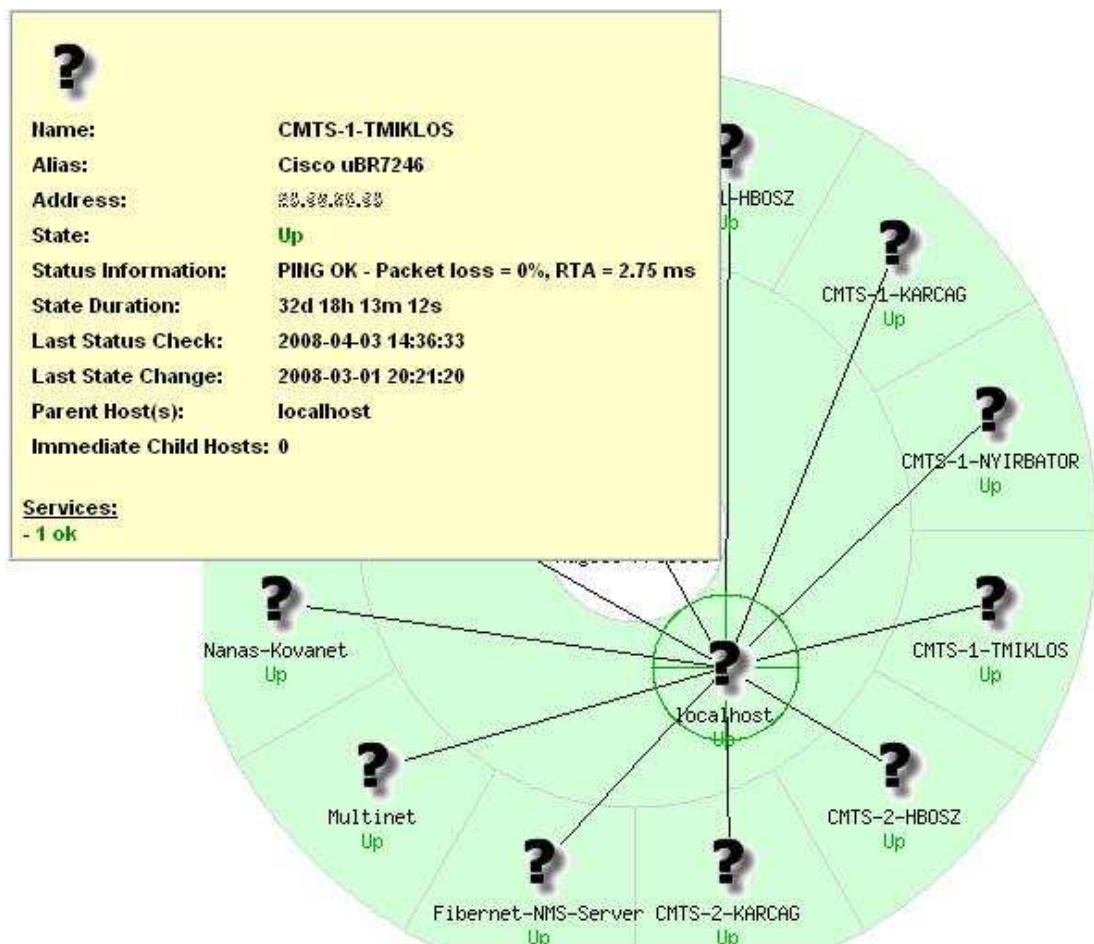 Name: CMTS-1-TMIKLOS
Alias: Cisco uBR7246
Address:
State: Up
Status Information: PING OK - Packet loss = 0%, RTA = 2.75 ms
State Duration: 32d 18h 13m 12s
Last Status Check: 2008-04-03 14:36:33
Last State Change: 2008-03-01 20:21:20
Parent Host(s): localhost
Immediate Child Hosts: 0
Services:
- 1 ok
1-HBOSZ
Up
CMTS-1-KARCAG
Up
CMTS-1-NYIRBATOR
Up
CMTS-1-TMIKLOS
Up
Nanas-Kovanet
Up
localhost
Up
Multinet
Up
CMTS-2-HBOSZ
Up
Fibernet-NMS-Server
Up
CMTS-2-KARCAG
Up